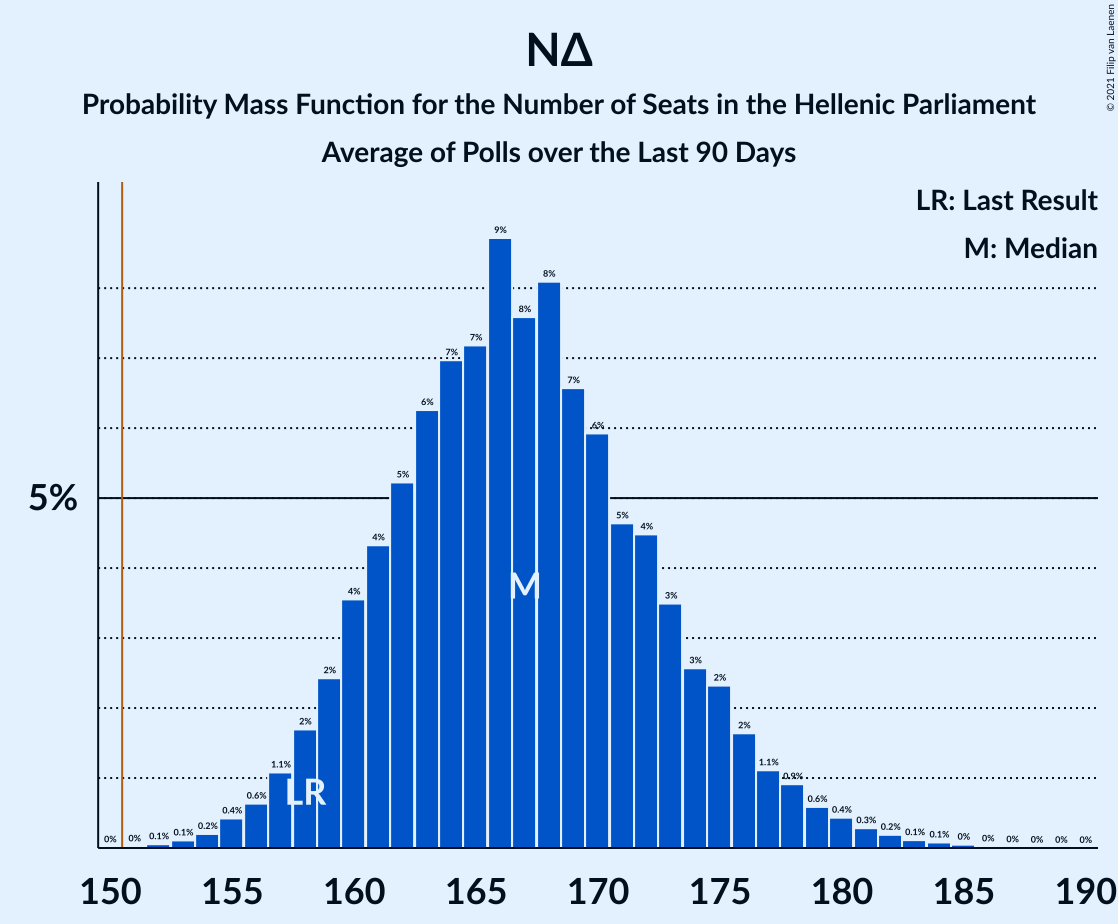 NΔ
Probability Mass Function for the Number of Seats in the Hellenic Parliament
Average of Polls over the Last 90 Days
© 2021 Filip van Laenen
LR: Last Result
M: Median
5%
0% 0% 0.1% 0.1% 0.2% 0.4% 0.6% 1.1% 2% 2% 4% 4% 5% 6% 7% 7% 9% 8% 8% 7% 6% 5% 4% 3% 3% 2% 2% 1.1% 0.9% 0.6% 0.4% 0.3% 0.2% 0.1% 0.1% 0% 0% 0% 0% 0% 0%
M
LR
150 155 160 165 170 175 180 185 190